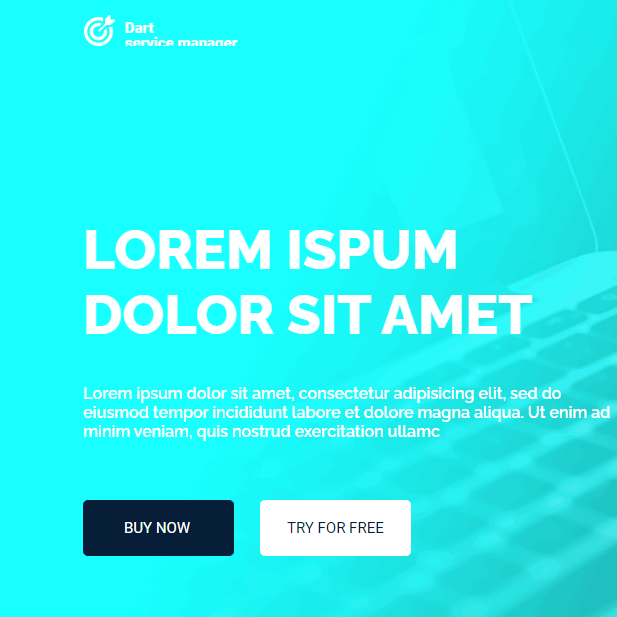 Dart
service manager
LOREM ISPUM
DOLOR SIT AMET
Lorem ipsum dolor sit amet, consectetur adipisicing elit, sed do
eiusmod tempor incididunt labore et dolore magna aliqua. Ut enim ad
minim veniam, quis nostrud exercitation ullamc
BUY NOW
TRY FOR FREE